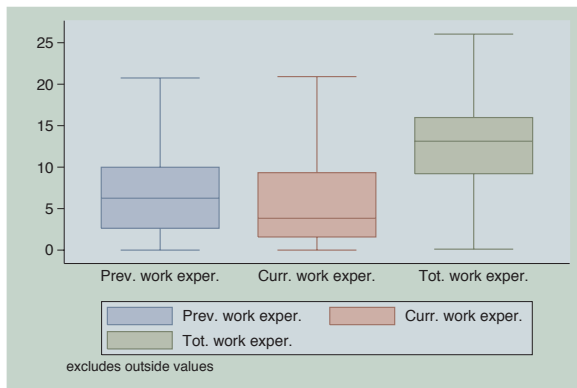 25
20
15
10
5
0
Prev. work exper. Curr. work exper. Tot. work exper.
Prev. work exper. Curr. work exper.
Tot. work exper.
excludes outside values